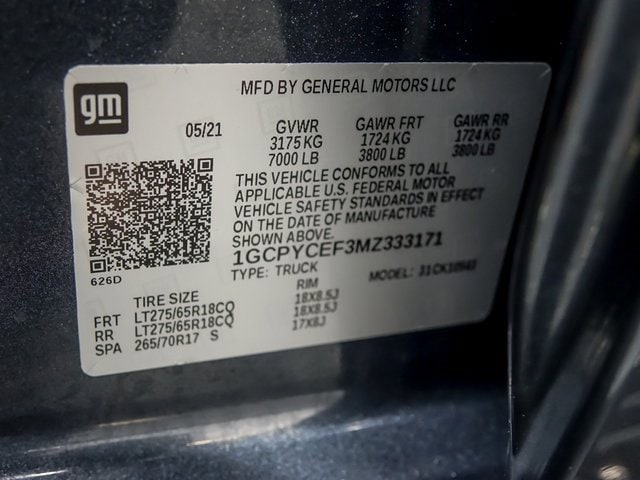 MFD BY GENERAL MOTORS LLC
gm
05/21 GVWR GAWR FRT GAWR RR
3175 KG 1724 KG 1724 KG
7000 LB 3800 LB 3800 LB
THIS VEHICLE CONFORMS TO ALL
APPLICABLE U.S. FEDERAL MOTOR
VEHICLE SAFETY STANDARDS IN EFFECT
ON THE DATE OF MANUFACTURE
SHOWN ABOVE.
1GCPYCEF3MZ333171
626D
TYPE: TRUCK MODEL:
TIRE SIZE RIM
FRT LT275/65R18CQ 18X8.5J
RR LT275/65R18CQ 18X8.5J
SPA 265/70R17 S 17X8J